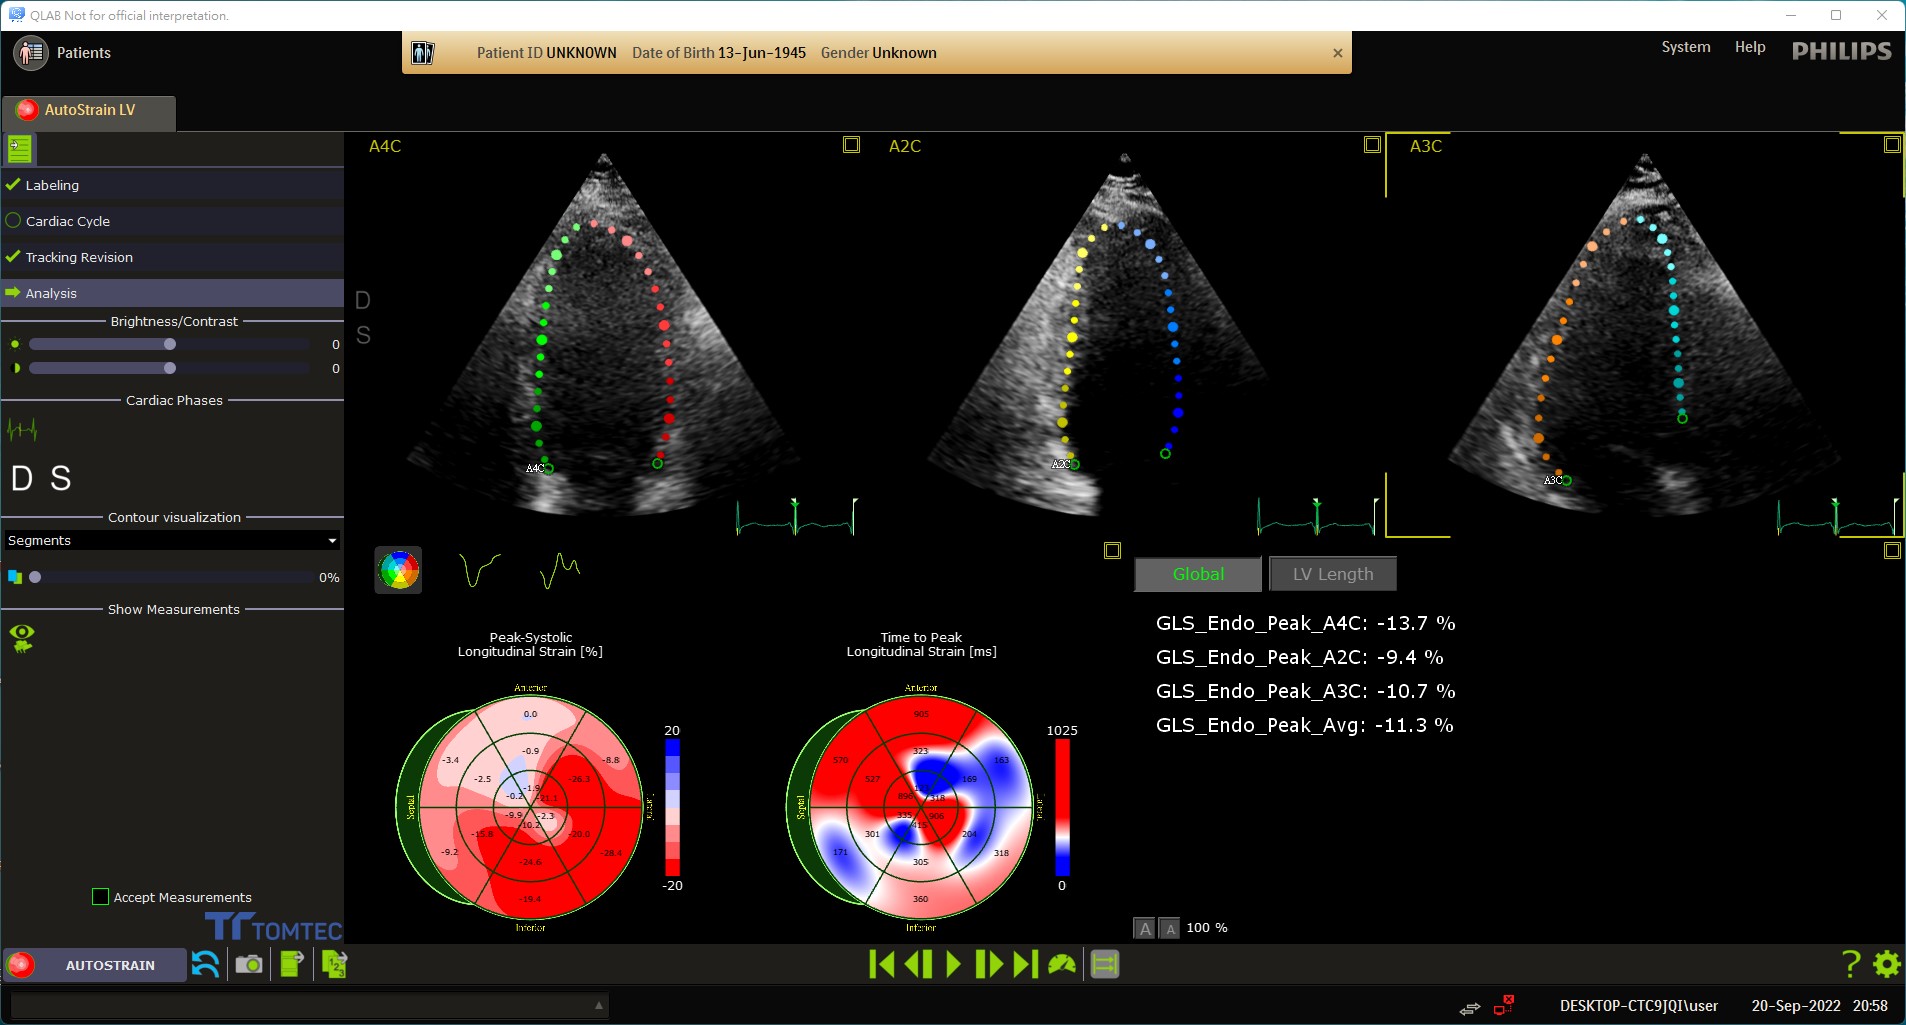 QLAB Not for official interpretation.
Patients
Patient ID UNKNOWN Date of Birth 13-Jun-1945 Gender Unknown
System Help PHILIPS
AutoStrain LV
Labeling
Cardiac Cycle
Tracking Revision
Analysis
Brightness/Contrast
0
0
Cardiac Phases
D S
Contour visualization
Segments
0%
Show Measurements
Accept Measurements
TOMTEC
A4C
D
S
A4C
A2C
A2C
A3C
A3C
Peak-Systolic
Longitudinal Strain [%]
Anterior
0.0
-3.4
-0.9
-8.8
-2.5
-26.3
-1.9
-0.2
-9.9
-2.3
-10.2
-15.8
-20.0
-9.2
-24.6
-28.4
-19.4
Septal
Inferior
20
-20
Time to Peak
Longitudinal Strain [ms]
Anterior
905
570
323
163
527
169
896
318
335
906
415
301
204
171
305
318
360
Septal
Inferior
1025
0
Global LV Length
GLS_Endo_Peak_A4C: -13.7 %
GLS_Endo_Peak_A2C: -9.4 %
GLS_Endo_Peak_A3C: -10.7 %
GLS_Endo_Peak_Avg: -11.3 %
A A 100 %
AUTOSTRAIN
DESKTOP-CTC9JQI\user 20-Sep-2022 20:58